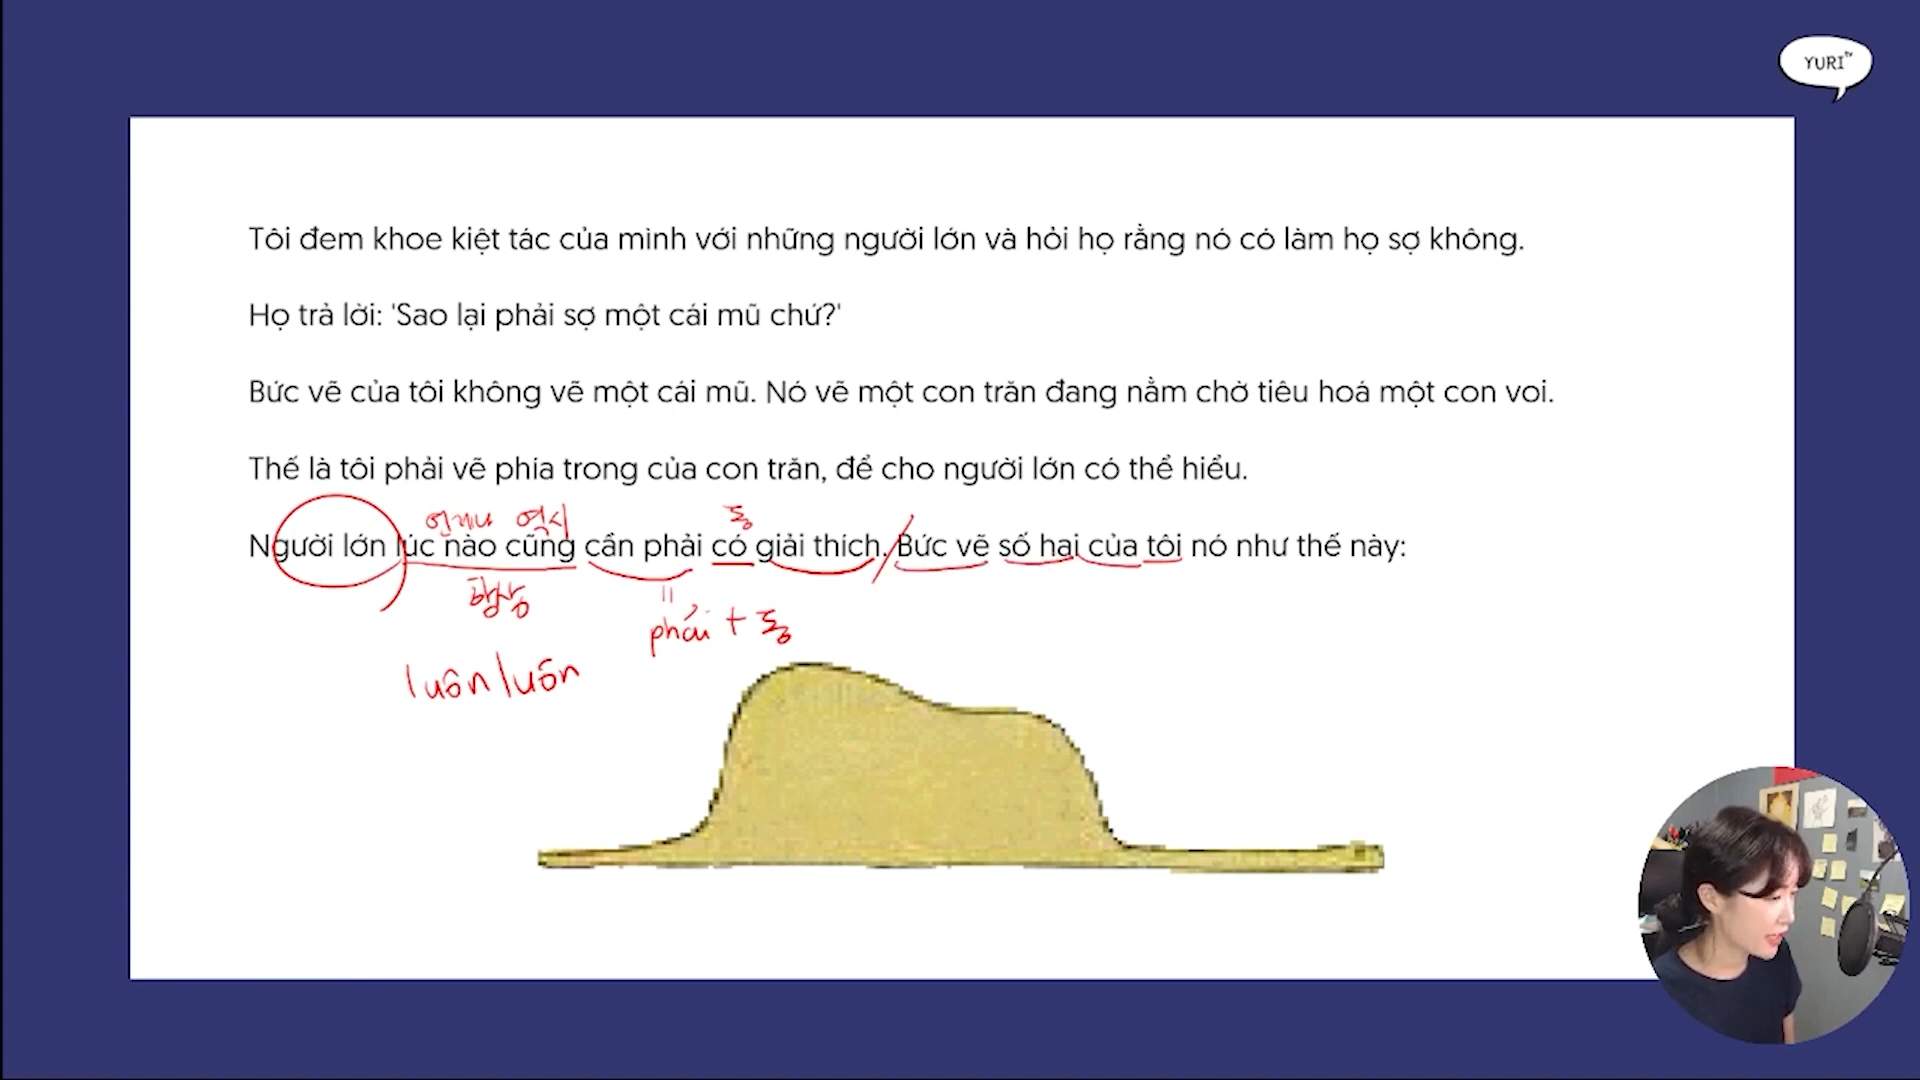 YURI tv
Tôi đem khoe kiệt tác của mình với những người lớn và hỏi họ rằng nó có làm họ sợ không.
Họ trả lời: 'Sao lại phải sợ một cái mũ chứ?'
Bức vẽ của tôi không vẽ một cái mũ. Nó vẽ một con trăn đang nằm chờ tiêu hoá một con voi.
Thế là tôi phải vẽ phía trong của con trăn, để cho người lớn có thể hiểu.
언제나 역시 동
Người lớn lúc nào cũng cần phải có giải thích. Bức vẽ số hai của tôi nó như thế này:
항상
phải +동
luôn luôn